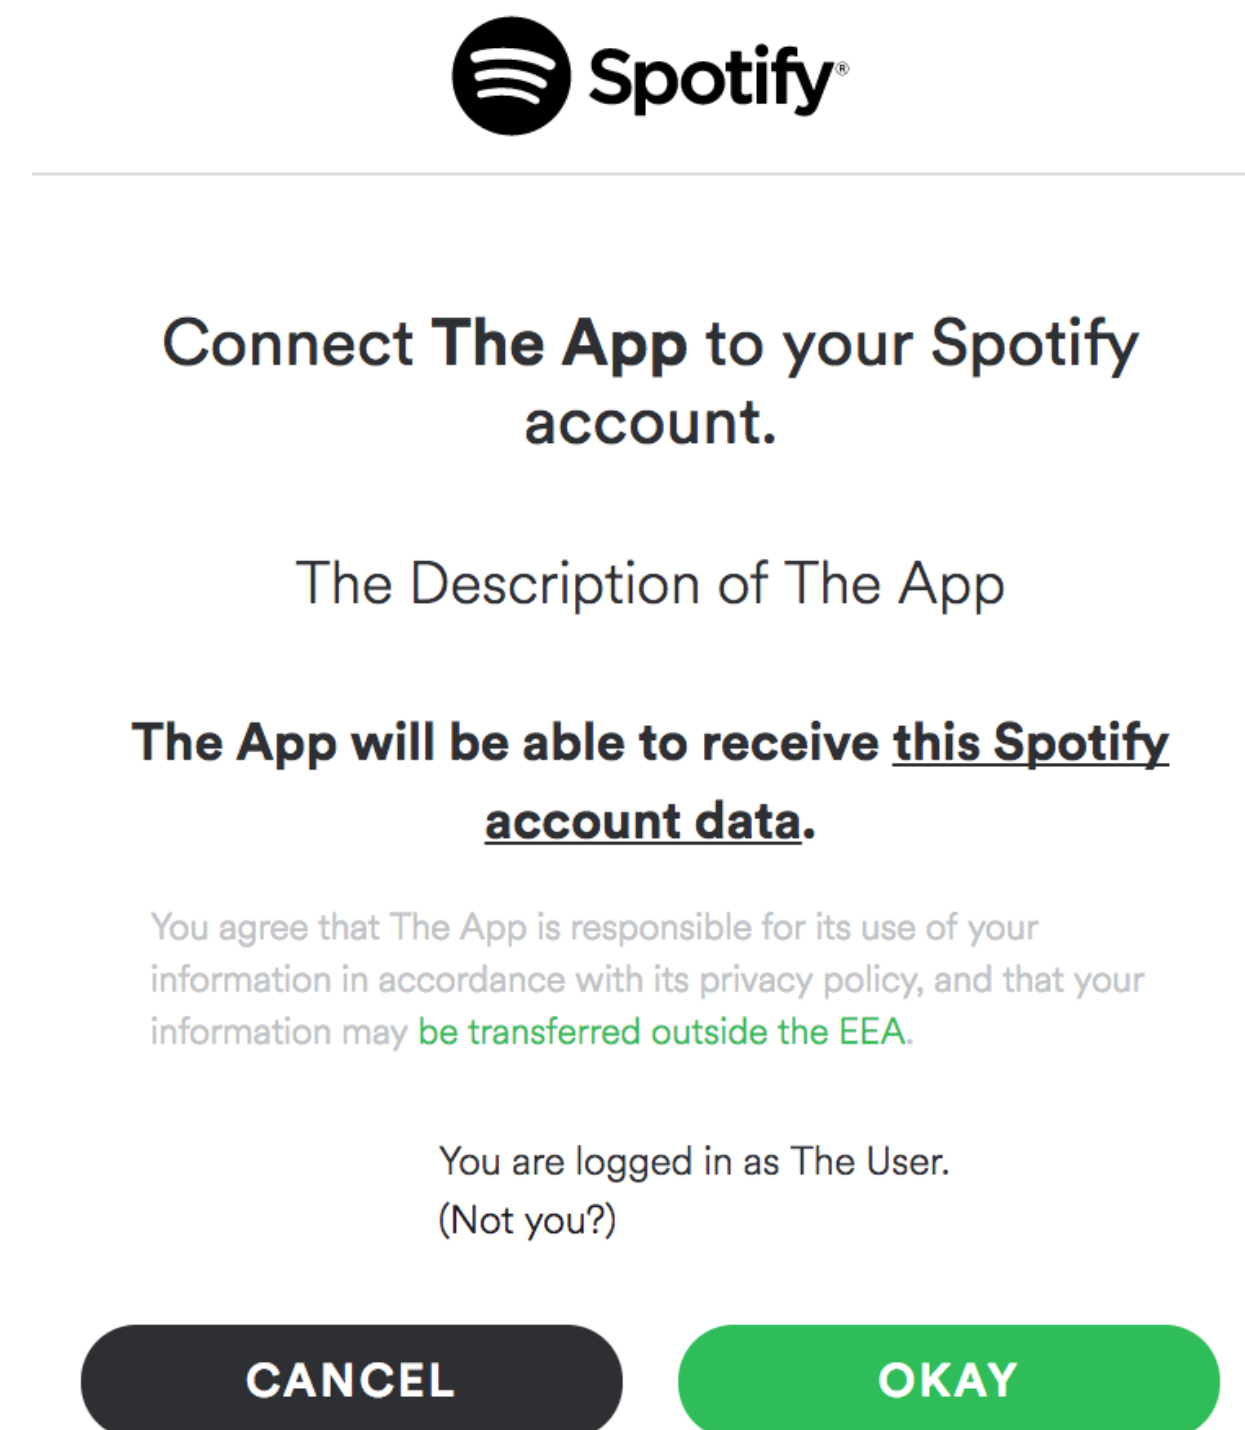 Spotify®
Connect The App to your Spotify
account.
The Description of The App
The App will be able to receive this Spotify
account data.
You agree that The App is responsible for its use of your
information in accordance with its privacy policy, and that your
information may be transferred outside the EEA.
You are logged in as The User.
(Not you?)
CANCEL
OKAY